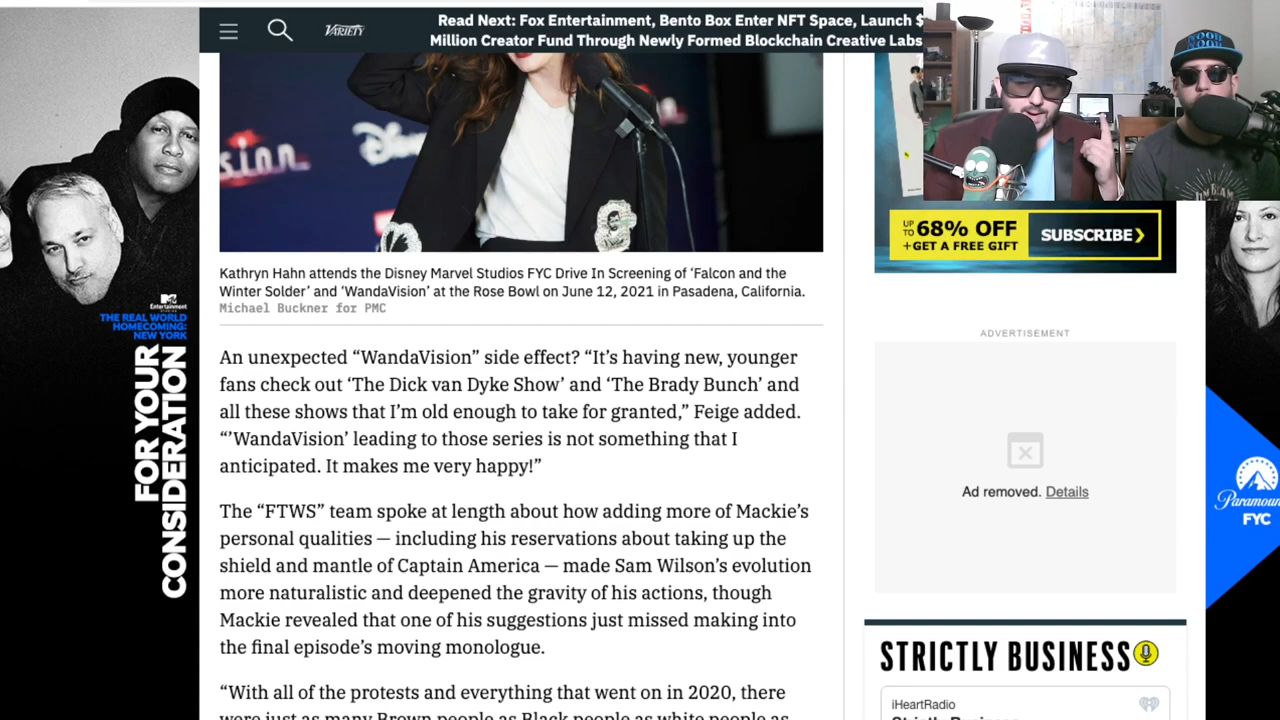 VARIETY
Read Next: Fox Entertainment, Bento Box Enter NFT Space, Launch $
Million Creator Fund Through Newly Formed Blockchain Creative Labs
Disney
NOOB
NOOB
UP TO 68% OFF
+GET A FREE GIFT
SUBSCRIBE
Kathryn Hahn attends the Disney Marvel Studios FYC Drive In Screening of ‘Falcon and the
Winter Solder’ and ‘WandaVision’ at the Rose Bowl on June 12, 2021 in Pasadena, California.
Michael Buckner for PMC
MTV
Entertainment
THE REAL WORLD
HOMECOMING:
NEW YORK
FOR YOUR
CONSIDERATION
An unexpected “WandaVision” side effect? “It’s having new, younger
fans check out ‘The Dick van Dyke Show’ and ‘The Brady Bunch’ and
all these shows that I’m old enough to take for granted,” Feige added.
“’WandaVision’ leading to those series is not something that I
anticipated. It makes me very happy!”
The “FTWS” team spoke at length about how adding more of Mackie’s
personal qualities — including his reservations about taking up the
shield and mantle of Captain America — made Sam Wilson’s evolution
more naturalistic and deepened the gravity of his actions, though
Mackie revealed that one of his suggestions just missed making into
the final episode’s moving monologue.
“With all of the protests and everything that went on in 2020, there
were just as many Brown people as Black people as white people as
ADVERTISEMENT
Ad removed. Details
Paramount
FYC
STRICTLY BUSINESS
iHeartRadio
Strictly Business